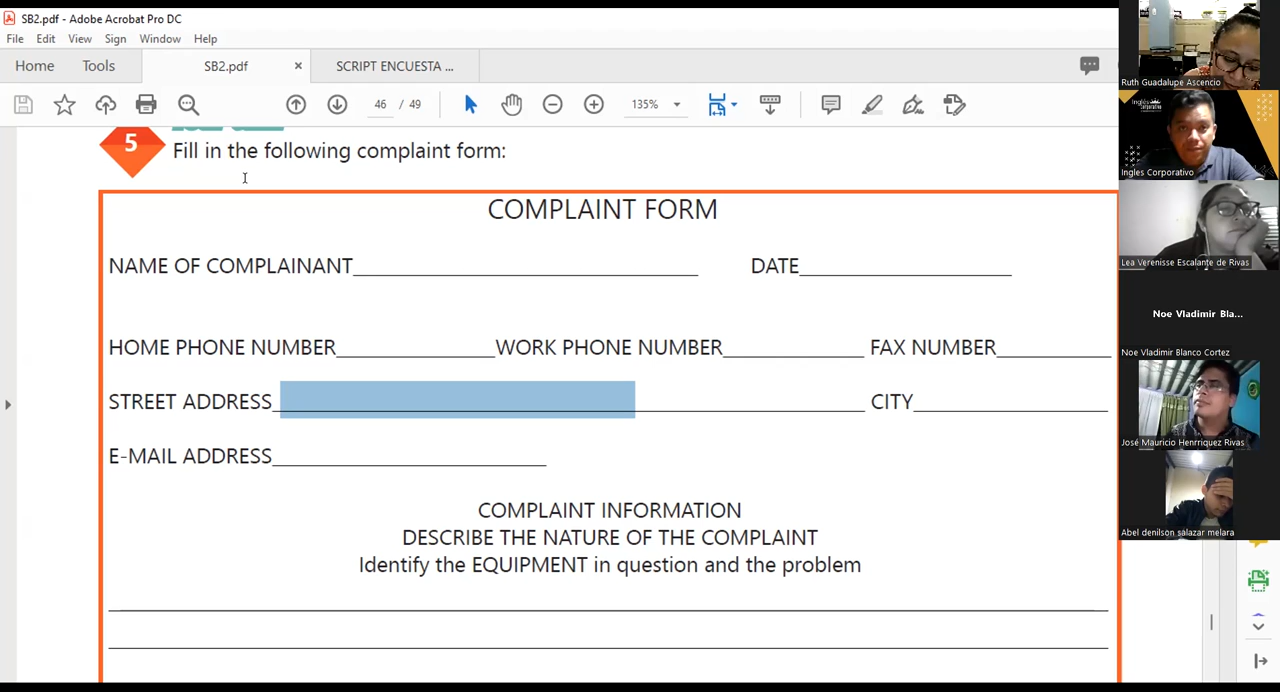 SB2.pdf - Adobe Acrobat Pro DC
File Edit View Sign Window Help
Home Tools SB2.pdf × SCRIPT ENCUESTA ...
46 / 49 135%
5 Fill in the following complaint form:
COMPLAINT FORM
NAME OF COMPLAINANT DATE
HOME PHONE NUMBER WORK PHONE NUMBER FAX NUMBER
STREET ADDRESS CITY
E-MAIL ADDRESS
COMPLAINT INFORMATION
DESCRIBE THE NATURE OF THE COMPLAINT
Identify the EQUIPMENT in question and the problem
Ruth Guadalupe Ascencio
Inglés Corporativo
Ingles Corporativo
Lea Verenisse Escalante de Rivas
Noe Vladimir Bla...
Noe Vladimir Blanco Cortez
José Mauricio Henrriquez Rivas
Abel denilson salazar melara